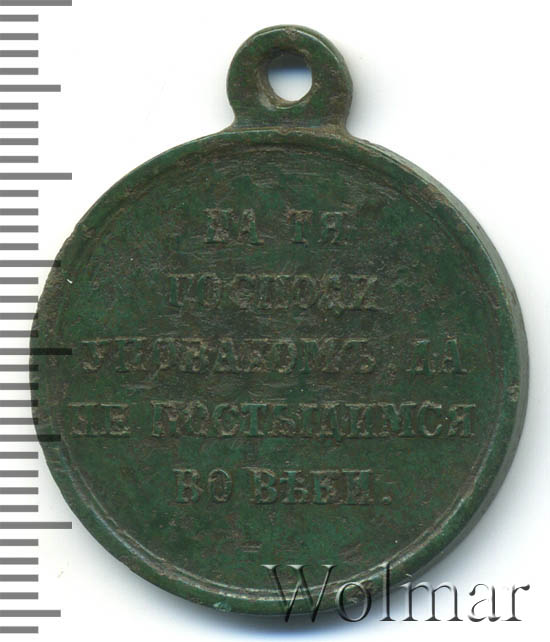 НА ТЯ
ГОСПОДИ
УПОВАХОМЪ, ДА
НЕ ПОСТЫДИМСЯ
ВО ВѢКИ.
Wolmar